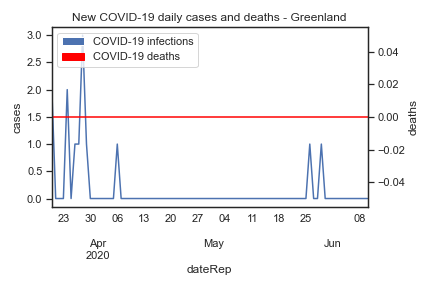 New COVID-19 daily cases and deaths - Greenland
COVID-19 infections
COVID-19 deaths
3.0
2.5
2.0
1.5
1.0
0.5
0.0
cases
0.04
0.02
0.00
−0.02
−0.04
deaths
23 30 06 13 20 27 04 11 18 25 08
Apr May Jun
2020
dateRep